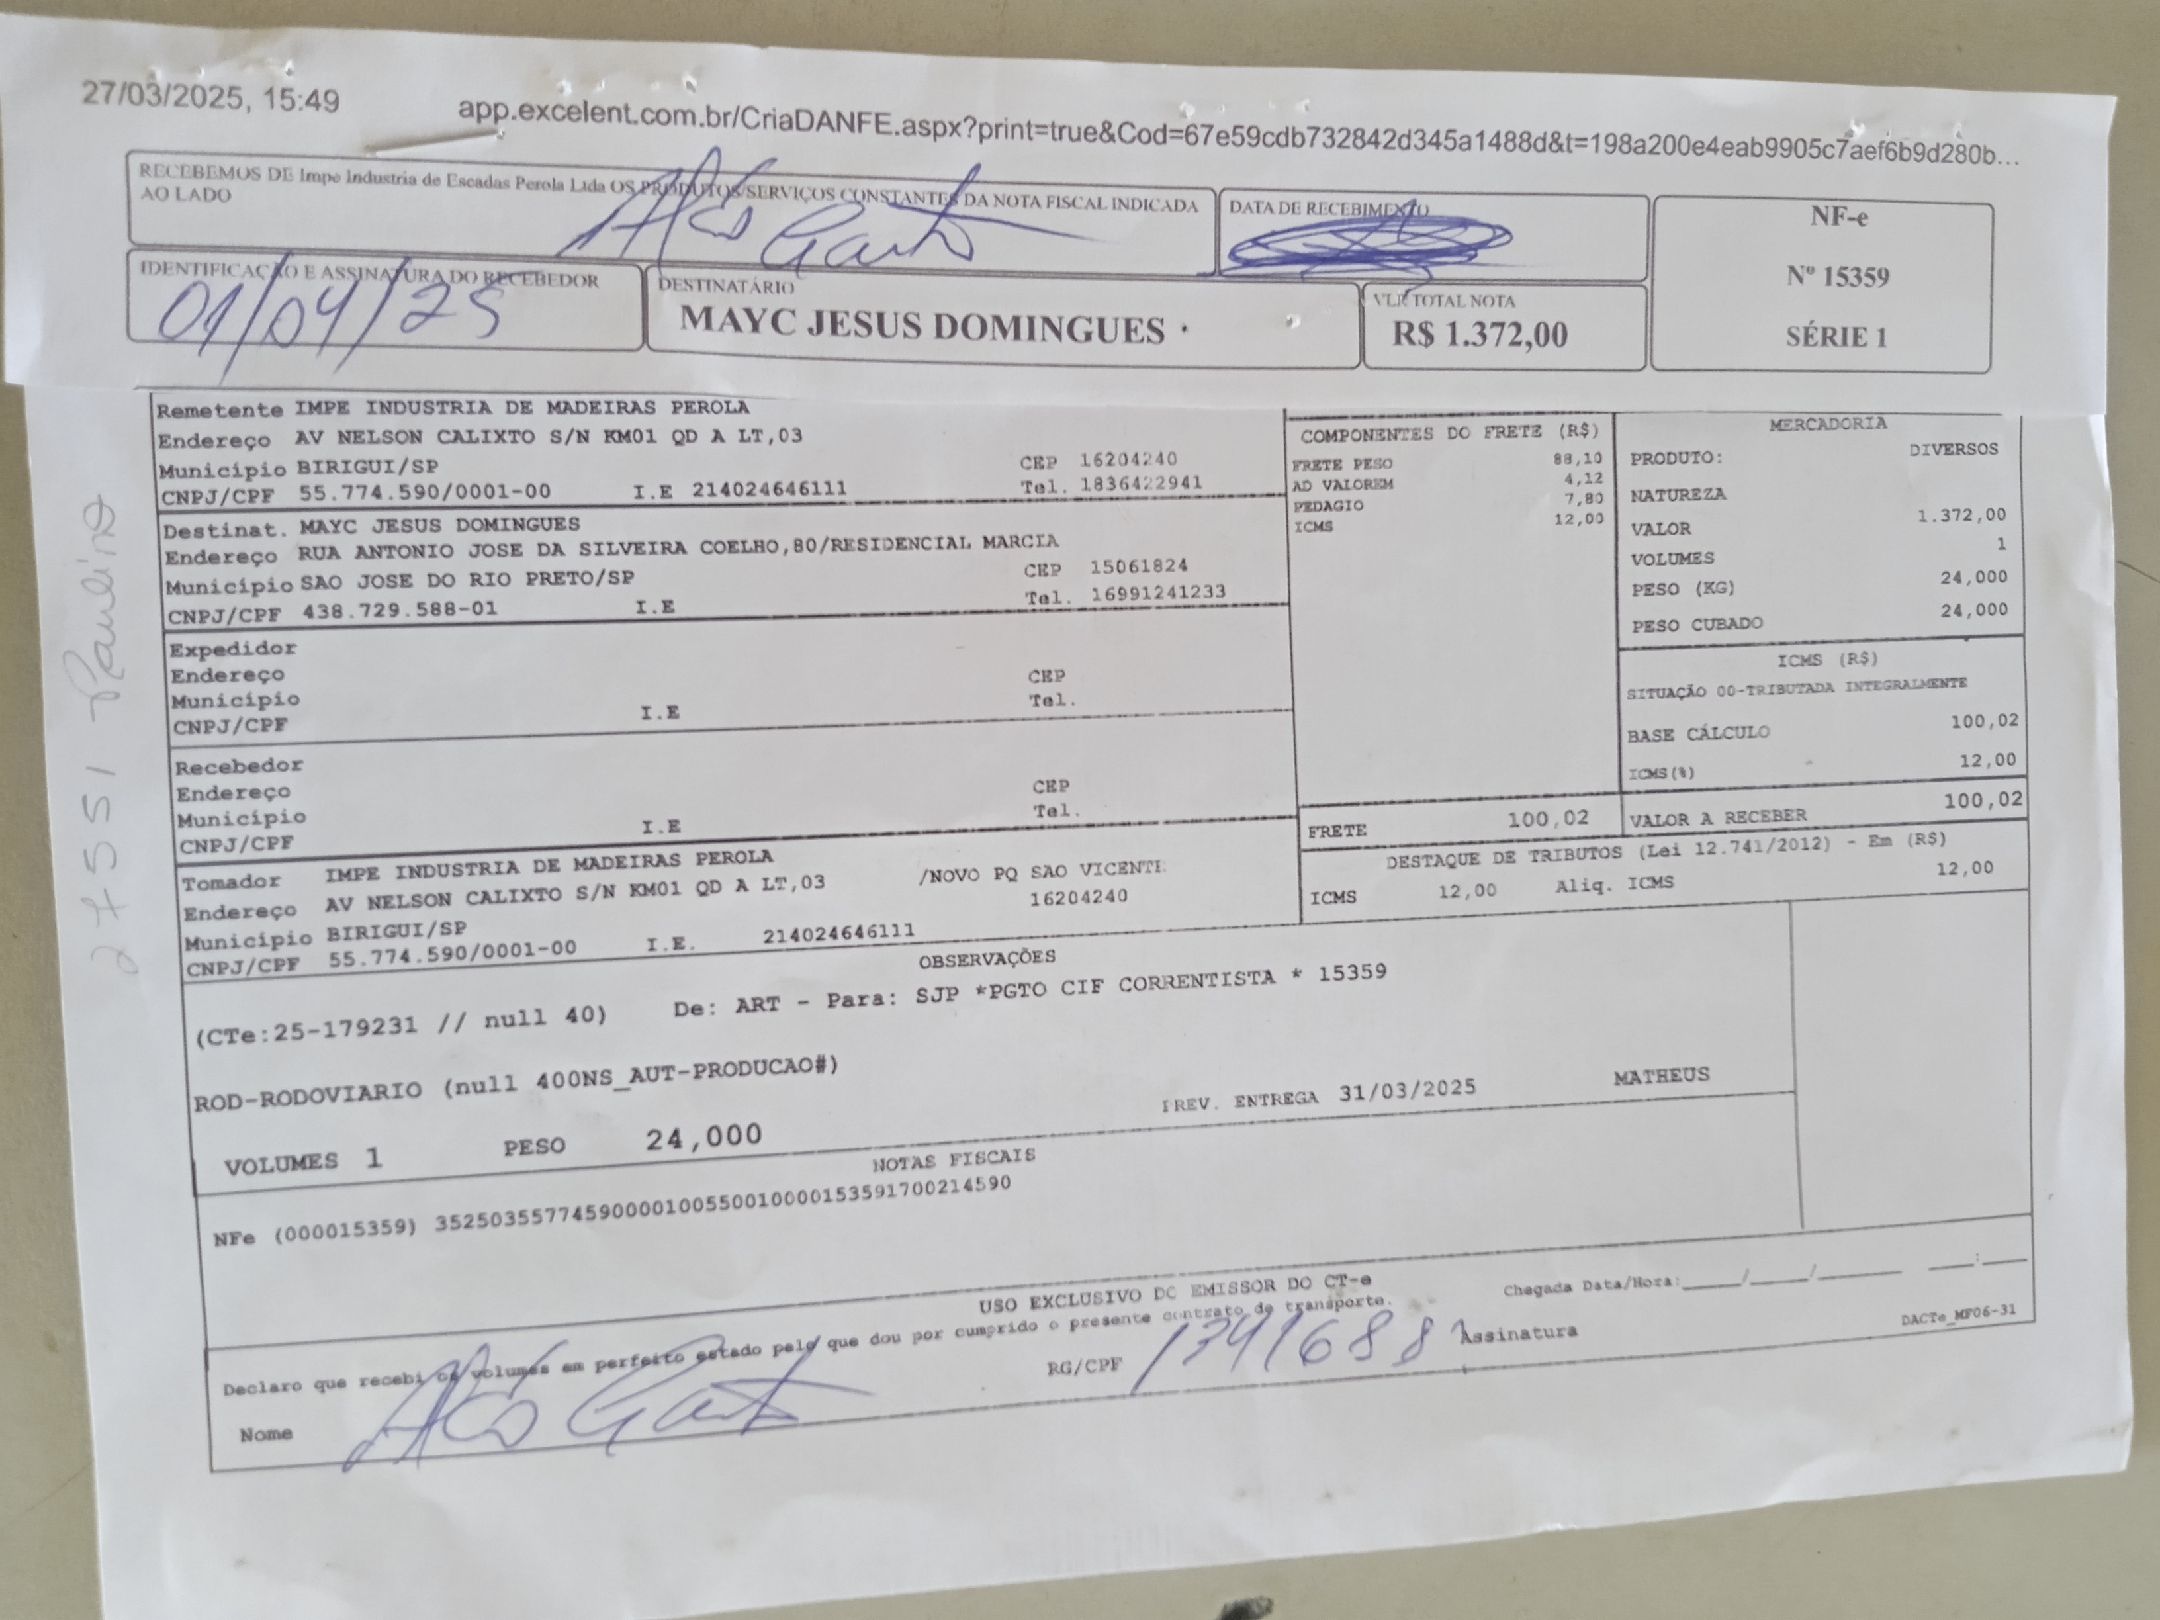 27/03/2025, 15:49
app.excelent.com.br/CriaDANFE.aspx?print=true&Cod=67e59cdb732842d345a1488d&t=198a200e4eab9905c7aef6b9d280b...
RECEBEMOS DE Impe Industria de Escadas Perola Ltda OS PRODUTOS/SERVIÇOS CONSTANTES DA NOTA FISCAL INDICADA
AO LADO
DATA DE RECEBIMENTO
NF-e
Nº 15359
SÉRIE 1
IDENTIFICAÇÃO E ASSINATURA DO RECEBEDOR
01/04/25
DESTINATÁRIO
MAYC JESUS DOMINGUES
VLR TOTAL NOTA
R$ 1.372,00
Remetente IMPE INDUSTRIA DE MADEIRAS PEROLA
Endereço AV NELSON CALIXTO S/N KM01 QD A LT,03
Município BIRIGUI/SP CEP 16204240
CNPJ/CPF 55.774.590/0001-00 I.E 214024646111 Tel. 1836422941
Destinat. MAYC JESUS DOMINGUES
Endereço RUA ANTONIO JOSE DA SILVEIRA COELHO,80/RESIDENCIAL MARCIA
Município SAO JOSE DO RIO PRETO/SP CEP 15061824
CNPJ/CPF 438.729.588-01 I.E Tel. 16991241233
Expedidor
Endereço
Município CEP
CNPJ/CPF I.E Tel.
Recebedor
Endereço
Município CEP
CNPJ/CPF I.E Tel.
Tomador IMPE INDUSTRIA DE MADEIRAS PEROLA
Endereço AV NELSON CALIXTO S/N KM01 QD A LT,03 /NOVO PQ SAO VICENTE
Município BIRIGUI/SP 16204240
CNPJ/CPF 55.774.590/0001-00 I.E. 214024646111
COMPONENTES DO FRETE (R$)
FRETE PESO 88,10
AD VALOREM 4,12
PEDAGIO 7,80
ICMS 12,00
MERCADORIA
PRODUTO: DIVERSOS
NATUREZA
VALOR 1.372,00
VOLUMES 1
PESO (KG) 24,000
PESO CUBADO 24,000
ICMS (R$)
SITUAÇÃO 00-TRIBUTADA INTEGRALMENTE
BASE CÁLCULO 100,02
ICMS(%) 12,00
FRETE 100,02
VALOR A RECEBER 100,02
DESTAQUE DE TRIBUTOS (Lei 12.741/2012) - Em (R$)
ICMS 12,00 Aliq. ICMS 12,00
OBSERVAÇÕES
(CTe:25-179231 // null 40) De: ART - Para: SJP *PGTO CIF CORRENTISTA * 15359
ROD-RODOVIARIO (null 400NS_AUT-PRODUCAO#)
VOLUMES 1 PESO 24,000 PREV. ENTREGA 31/03/2025 MATHEUS
NOTAS FISCAIS
NFe (000015359) 35250355774590000100550010000153591700214590
USO EXCLUSIVO DO EMISSOR DO CT-e
Chegada Data/Hora:____/____/______ ___:___
Declaro que recebi os volumes em perfeito estado pelo que dou por cumprido o presente contrato de transporte.
Nome RG/CPF 1391688 Assinatura
DACTe_MF06-31
27551 Paulino